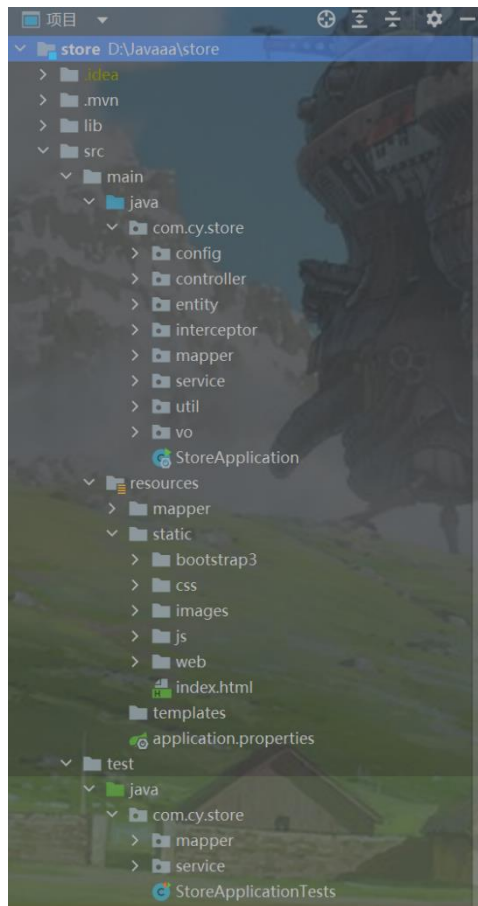 项目
store D:\Javaaa\store
.idea
.mvn
lib
src
main
java
com.cy.store
config
controller
entity
interceptor
mapper
service
util
vo
StoreApplication
resources
mapper
static
bootstrap3
css
images
js
web
index.html
templates
application.properties
test
java
com.cy.store
mapper
service
StoreApplicationTests